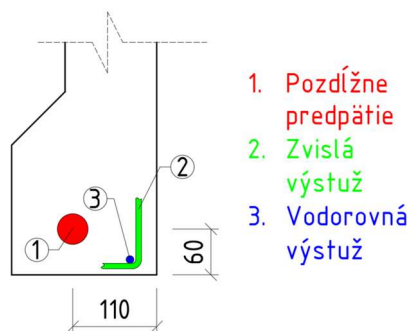 1. Pozdĺžne
predpätie
2. Zvislá
výstuž
3. Vodorovná
výstuž
2
3
1
60
110